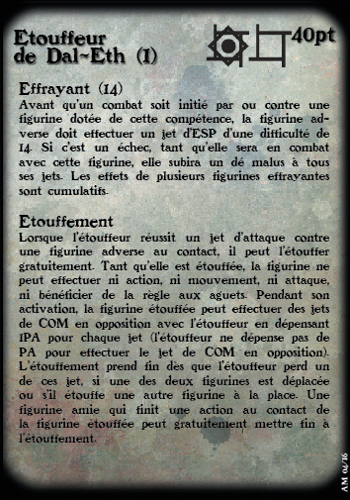 Etouffeur
de Dal-Eth (1)
40pt
Effrayant (14)
Avant qu'un combat soit initié par ou contre une
figurine dotée de cette compétence, la figurine ad-
verse doit effectuer un jet d'ESP d'une difficulté de
14. Si c'est un échec, tant qu'elle sera en combat
avec cette figurine, elle subira un dé malus à tous
ses jets. Les effets de plusieurs figurines effrayantes
sont cumulatifs.
Etouffement
Lorsque l'étouffeur réussit un jet d'attaque contre
une figurine adverse au contact, il peut l'étouffer
gratuitement. Tant qu'elle est étouffée, la figurine ne
peut effectuer ni action, ni mouvement, ni attaque,
ni bénéficier de la règle aux aguets. Pendant son
activation, la figurine étouffée peut effectuer des jets
de COM en opposition avec l'étouffeur en dépensant
1PA pour chaque jet (l'étouffeur ne dépense pas de
PA pour effectuer le jet de COM en opposition).
L'étouffement prend fin dès que l'étouffeur perd un
de ces jet, si une des deux figurines est déplacée
ou s'il étouffe une autre figurine à la place. Une
figurine amie qui finit une action au contact de
la figurine étouffée peut gratuitement mettre fin à
l'étouffement.
AM 04/16